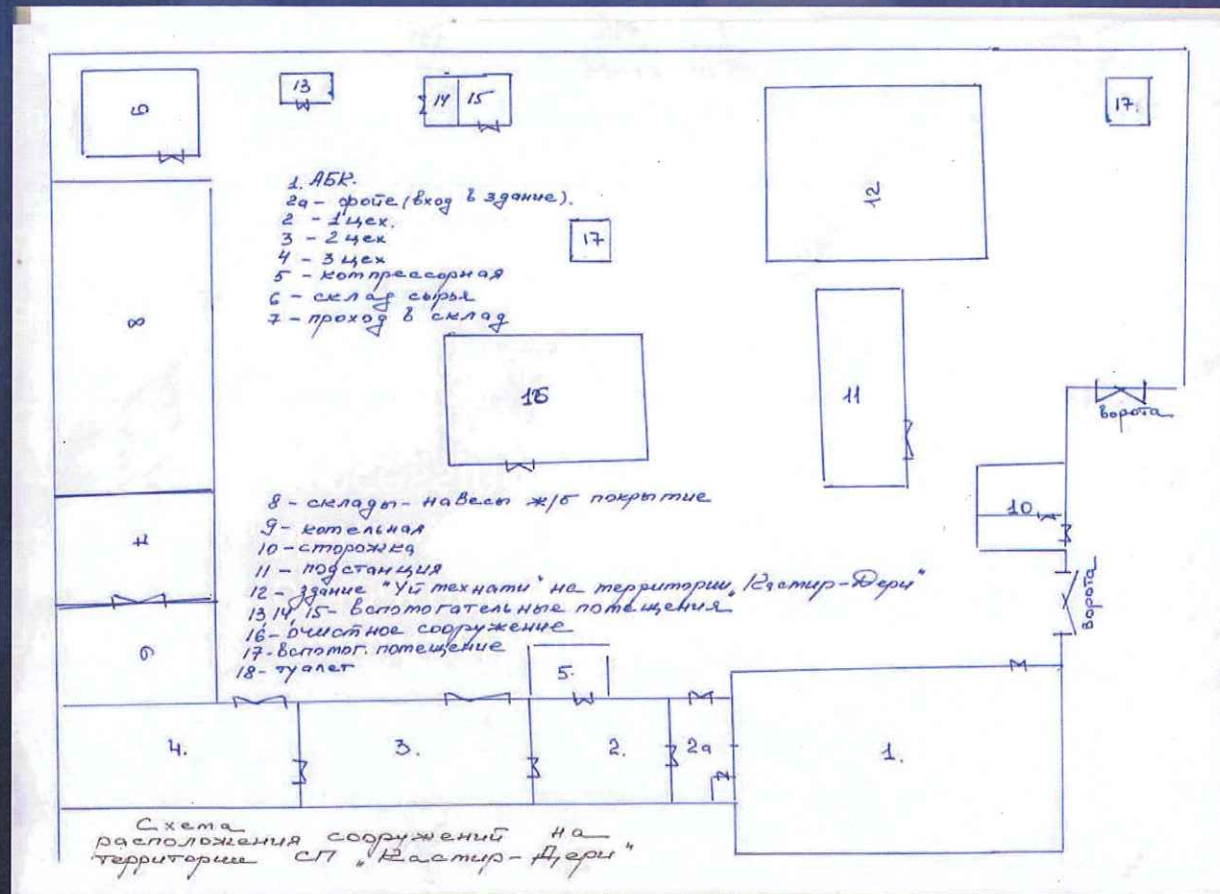 9
13
14 15
17.
12
1. АБК.
2а - фойе (вход в здание).
2 - 1 цех.
3 - 2 цех
4 - 3 цех
5 - компрессорная
6 - склад сырья
7 - проход в склад
17
8
16
11
ворота
10
8 - склады - навесы ж/б покрытие
9 - котельная
10 - сторожка
11 - подстанция
12 - здание "Уй технати" на территории "Кастир-Дери"
13, 14, 15 - вспомогательные помещения
16 - очистное сооружение
17 - вспомог. помещение
18 - туалет
7
ворота
6
5.
4.
3.
2.
2а
1.
Схема
расположения сооружений на
территории СП "Кастир-Дери"